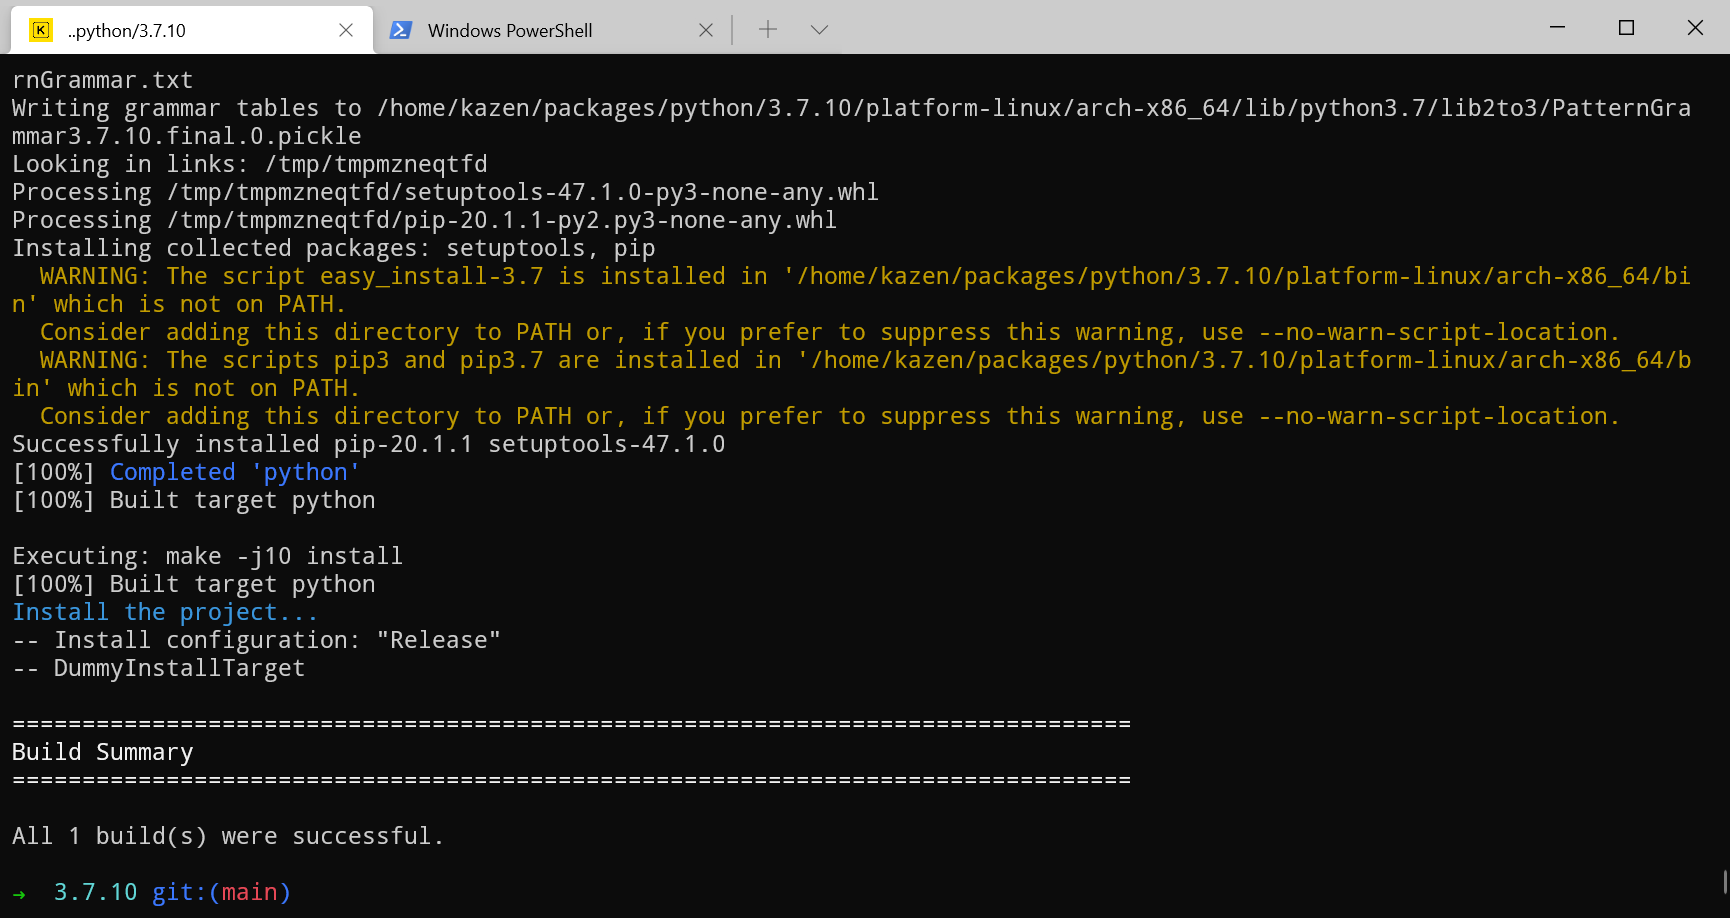 K ..python/3.7.10 Windows PowerShell
rnGrammar.txt
Writing grammar tables to /home/kazen/packages/python/3.7.10/platform-linux/arch-x86_64/lib/python3.7/lib2to3/PatternGra
mmar3.7.10.final.0.pickle
Looking in links: /tmp/tmpmzneqtfd
Processing /tmp/tmpmzneqtfd/setuptools-47.1.0-py3-none-any.whl
Processing /tmp/tmpmzneqtfd/pip-20.1.1-py2.py3-none-any.whl
Installing collected packages: setuptools, pip
  WARNING: The script easy_install-3.7 is installed in '/home/kazen/packages/python/3.7.10/platform-linux/arch-x86_64/bi
n' which is not on PATH.
  Consider adding this directory to PATH or, if you prefer to suppress this warning, use --no-warn-script-location.
  WARNING: The scripts pip3 and pip3.7 are installed in '/home/kazen/packages/python/3.7.10/platform-linux/arch-x86_64/b
in' which is not on PATH.
  Consider adding this directory to PATH or, if you prefer to suppress this warning, use --no-warn-script-location.
Successfully installed pip-20.1.1 setuptools-47.1.0
[100%] Completed 'python'
[100%] Built target python

Executing: make -j10 install
[100%] Built target python
Install the project...
-- Install configuration: "Release"
-- DummyInstallTarget

================================================================================
Build Summary
================================================================================

All 1 build(s) were successful.

→  3.7.10 git:(main)